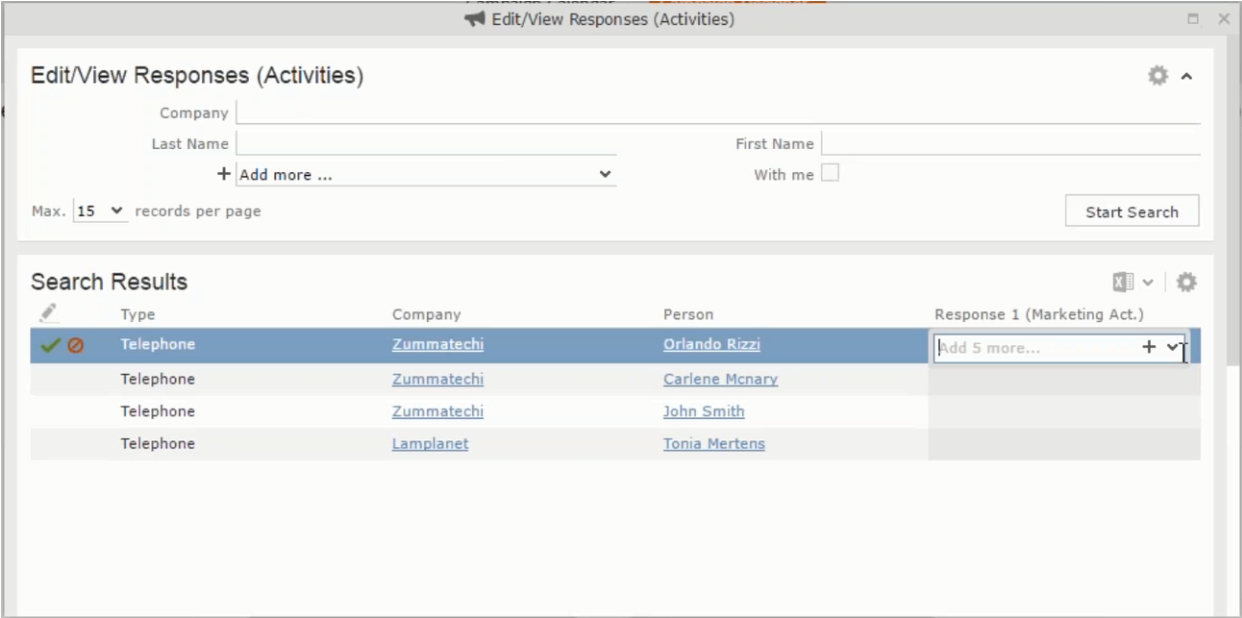 Edit/View Responses (Activities)
Edit/View Responses (Activities)
Company
Last Name First Name
+ Add more ... With me
Max. 15 records per page Start Search
Search Results
Type Company Person Response 1 (Marketing Act.)
Telephone Zummatechi Orlando Rizzi Add 5 more...
Telephone Zummatechi Carlene Mcnary
Telephone Zummatechi John Smith
Telephone Lamplanet Tonia Mertens